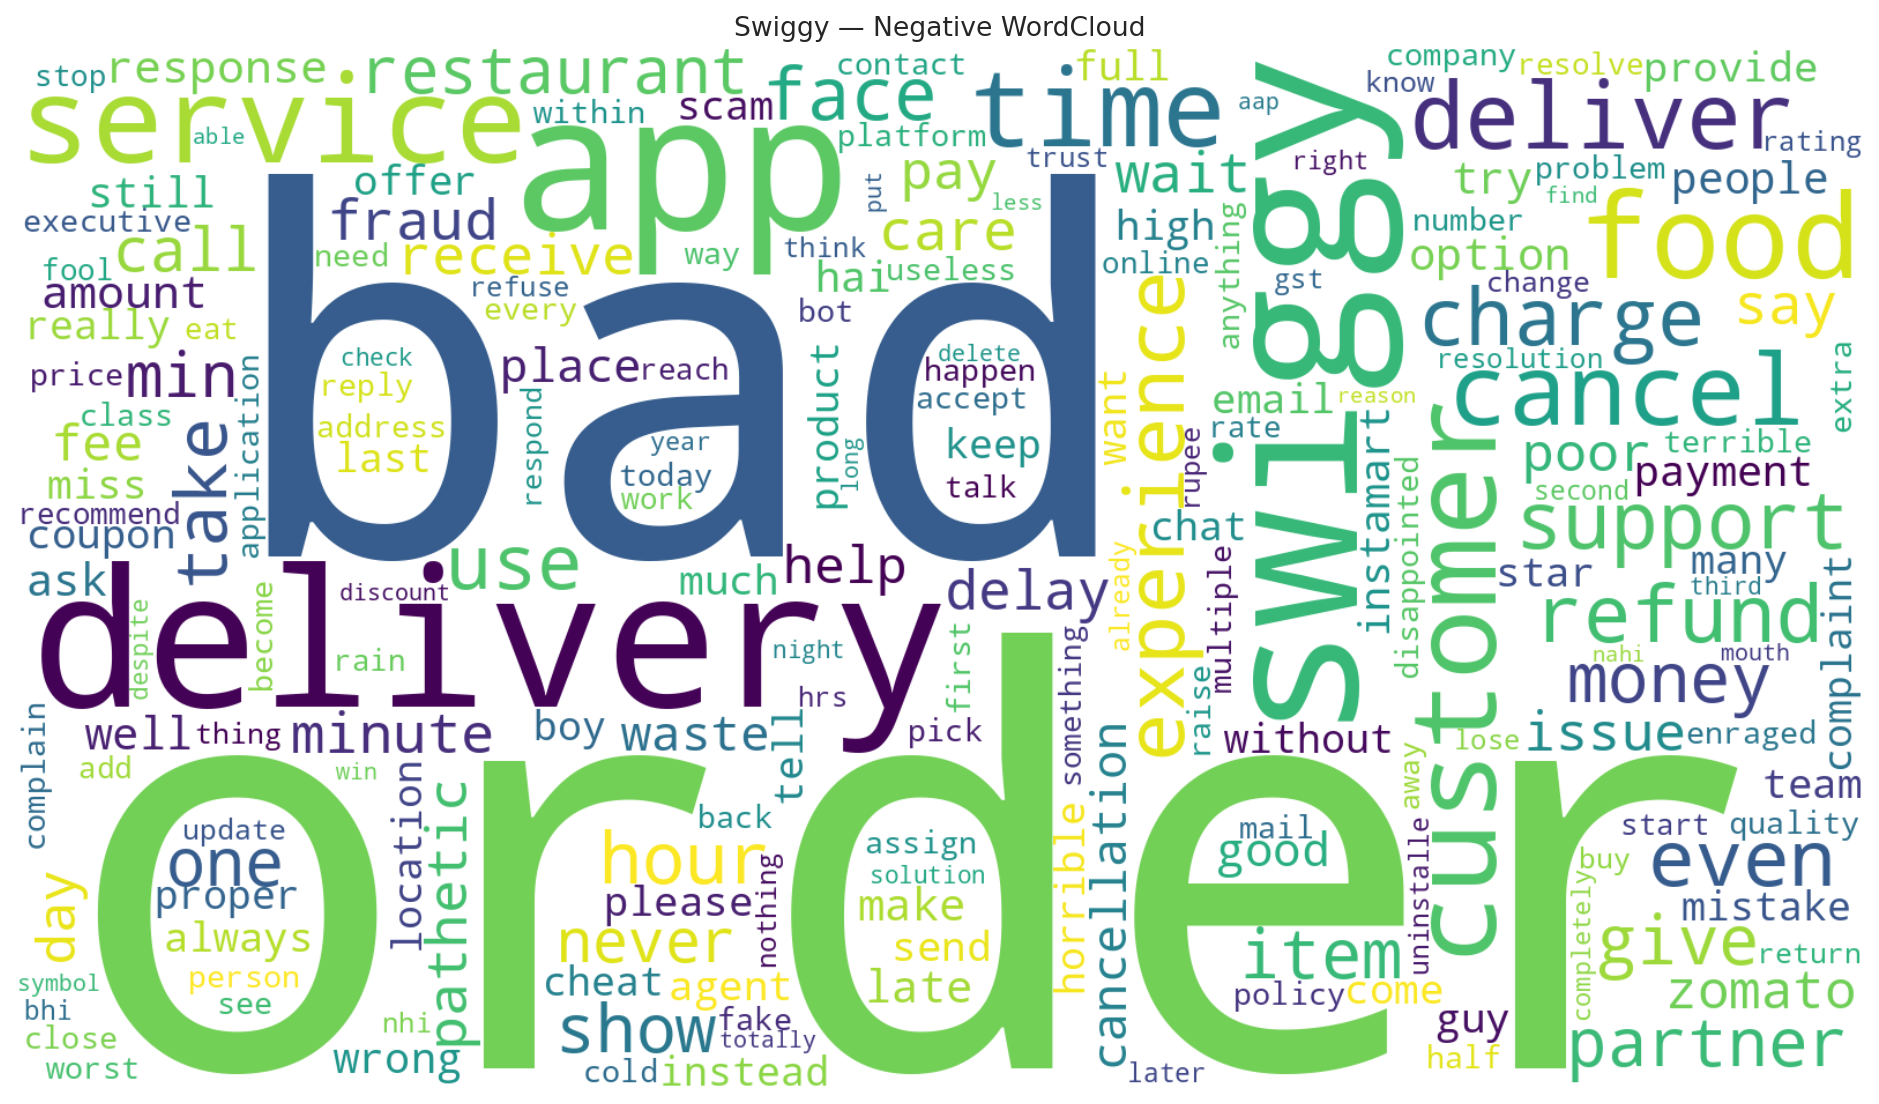 Swiggy — Negative WordCloud
stop
response
restaurant
face
contact
full
company
resolve
provide
service
able
within
scam
app
platform
time
aap
know
deliver
rating
trust
swiggy
right
still
offer
put
pay
less
wait
try
problem
find
people
executive
fraud
care
high
number
food
call
need
receive
way
think
hai
useless
online
anything
gst
option
fool
amount
refuse
every
bot
change
charge
say
really
eat
bad
check
reply
address
last
place
reach
product
delete
happen
accept
keep
talk
experience
want
resolution
cancel
extra
price
min
class
fee
miss
take
application
respond
year
today
work
long
email
reason
rate
rupee
instamart
customer
poor
terrible
payment
second
support
recommend
coupon
ask
use
much
help
delay
chat
multiple
already
disappointed
star
many
third
refund
complaint
delivery
discount
despite
become
rain
night
hrs
first
something
raise
nahi
mouth
money
well
thing
minute
boy
waste
tell
pick
without
lose
issue
enraged
complain
add
win
order
location
pathetic
back
horrible
cancellation
away
team
update
one
proper
always
person
see
hour
please
nothing
never
assign
solution
make
send
late
mail
good
uninstalle
start
quality
buy
even
mistake
day
symbol
bhi
close
worst
nhi
wrong
cheat
agent
show
fake
totally
cold
instead
item
policy
come
later
guy
half
completely
give
return
zomato
partner